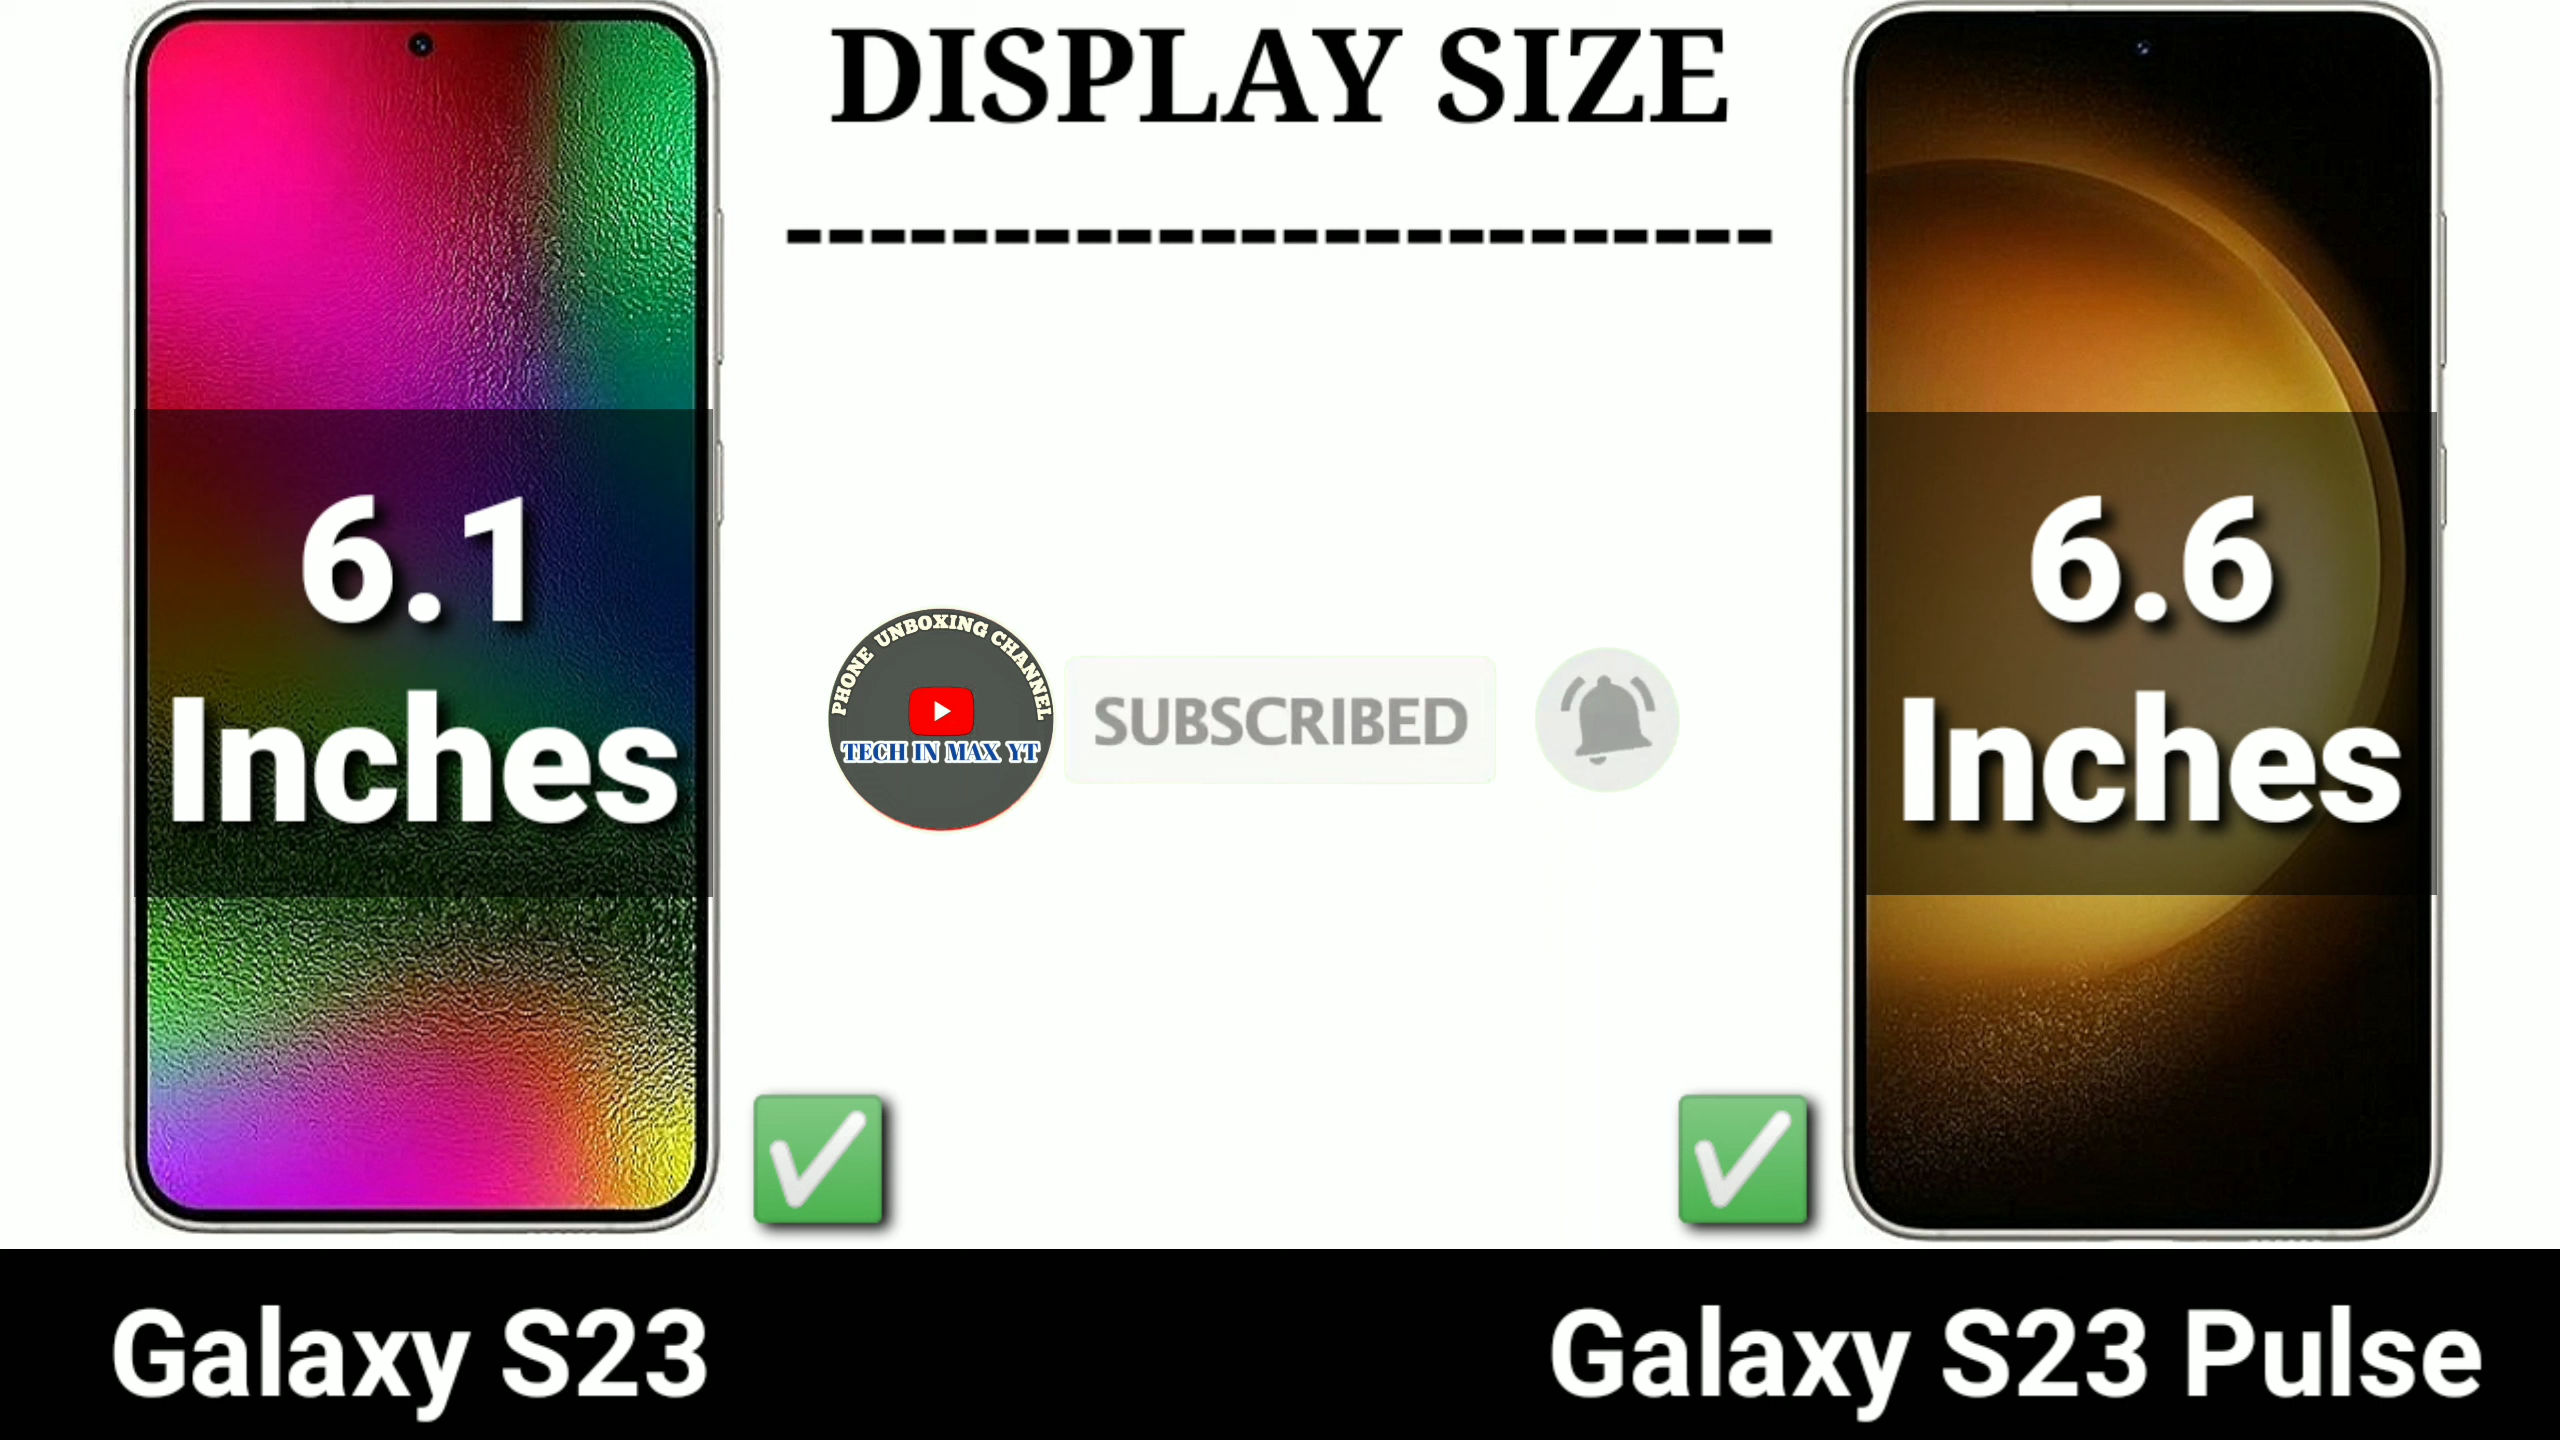 DISPLAY SIZE
6.1
Inches
6.6
Inches
PHONE UNBOXING CHANNEL
TECH IN MAX YT
SUBSCRIBED
Galaxy S23
Galaxy S23 Pulse